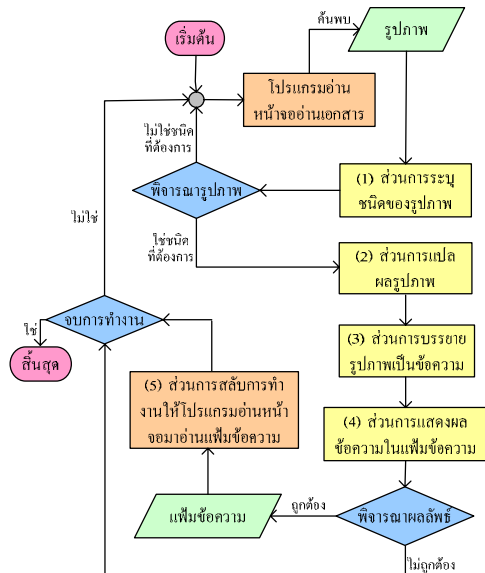 เริ่มต้น
ค้นพบ
รูปภาพ
โปรแกรมอ่าน
หน้าจออ่านเอกสาร
ไม่ใช่ชนิด
ที่ต้องการ
พิจารณารูปภาพ
(1) ส่วนการระบุ
ชนิดของรูปภาพ
ไม่ใช่
ใช่ชนิด
ที่ต้องการ
(2) ส่วนการแปล
ผลรูปภาพ
จบการทำงาน
ใช่
สิ้นสุด
(3) ส่วนการบรรยาย
รูปภาพเป็นข้อความ
(5) ส่วนการสลับการทำ
งานให้โปรแกรมอ่านหน้า
จอมาอ่านแฟ้มข้อความ
(4) ส่วนการแสดงผล
ข้อความในแฟ้มข้อความ
แฟ้มข้อความ
ถูกต้อง
พิจารณาผลลัพธ์
ไม่ถูกต้อง